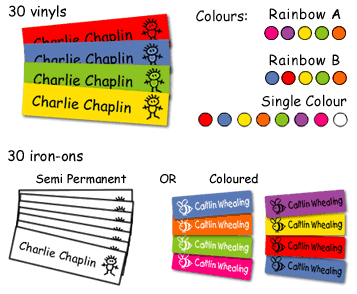 30 vinyls
Charlie Chaplin
Charlie Chaplin
Charlie Chaplin
Charlie Chaplin
Colours:
Rainbow A
Rainbow B
Single Colour
30 iron-ons
Semi Permanent OR Coloured
Charlie Chaplin
Caitlin Whealing
Caitlin Whealing
Caitlin Whealing
Caitlin Whealing
Caitlin Whealing
Caitlin Whealing
Caitlin Whealing
Caitlin Whealing